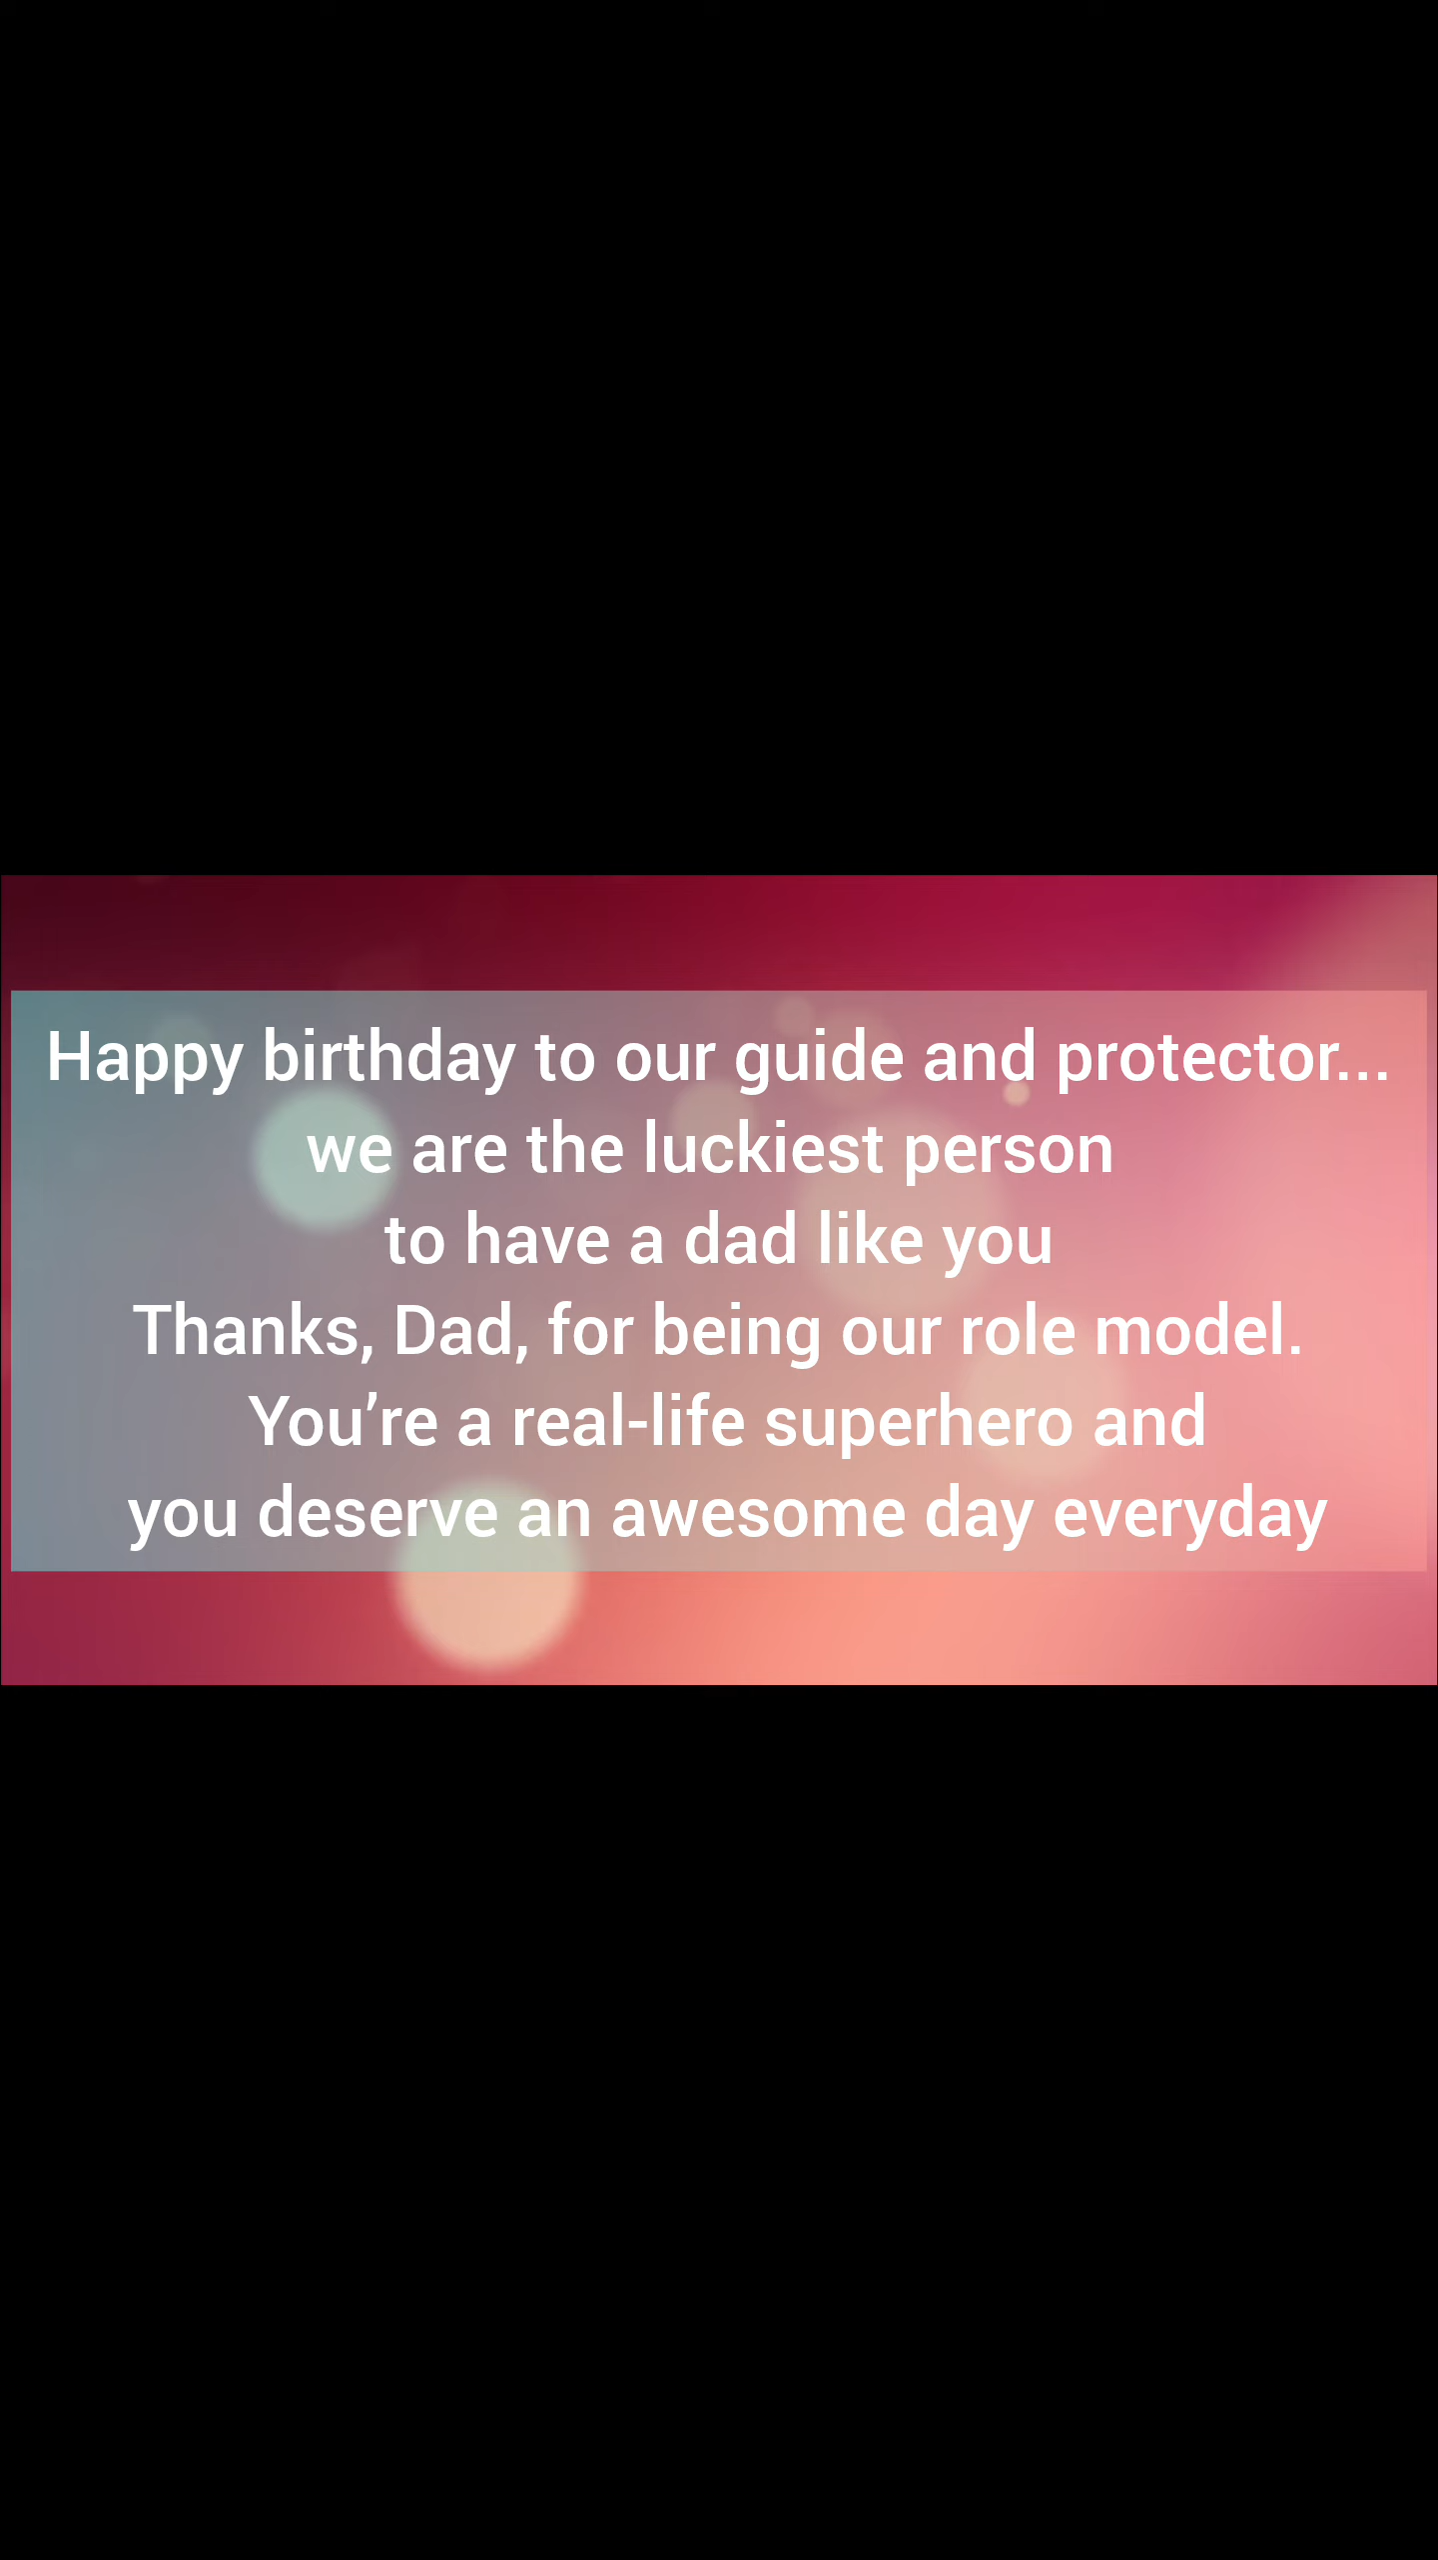 Happy birthday to our guide and protector...
we are the luckiest person
to have a dad like you
Thanks, Dad, for being our role model.
You’re a real-life superhero and
you deserve an awesome day everyday